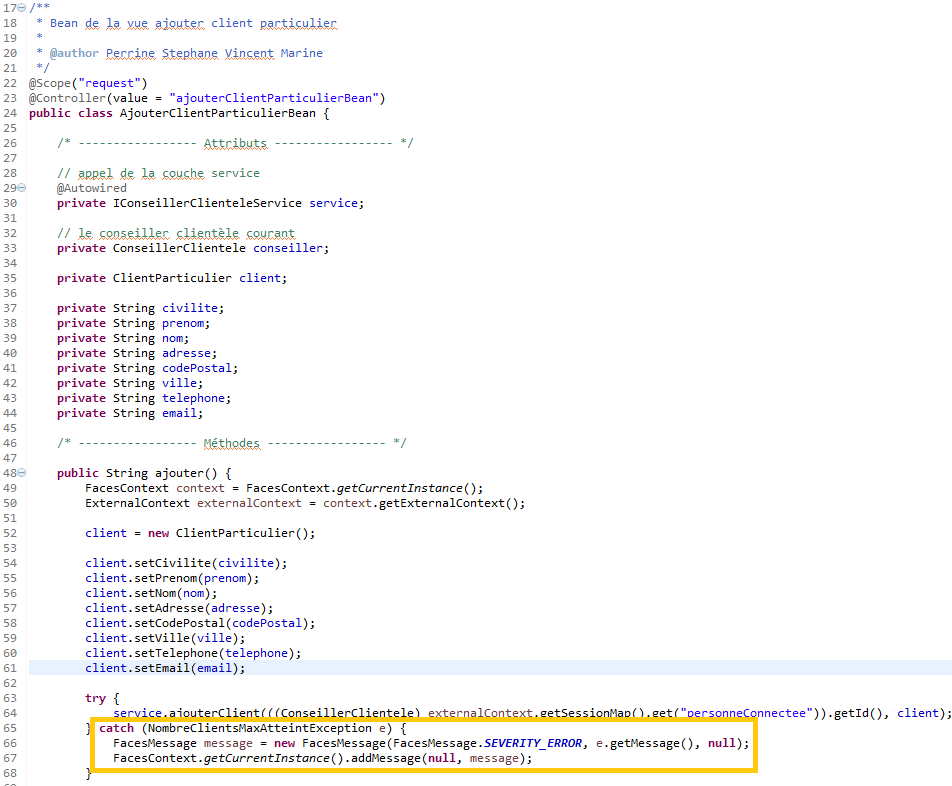 17 /**
18 * Bean de la vue ajouter client particulier
19 *
20 * @author Perrine Stephane Vincent Marine
21 */
22 @Scope("request")
23 @Controller(value = "ajouterClientParticulierBean")
24 public class AjouterClientParticulierBean {
25
26 /* ----------------- Attributs ----------------- */
27
28 // appel de la couche service
29 @Autowired
30 private IConseillerClienteleService service;
31
32 // le conseiller clientèle courant
33 private ConseillerClientele conseiller;
34
35 private ClientParticulier client;
36
37 private String civilite;
38 private String prenom;
39 private String nom;
40 private String adresse;
41 private String codePostal;
42 private String ville;
43 private String telephone;
44 private String email;
45
46 /* ----------------- Méthodes ----------------- */
47
48 public String ajouter() {
49 FacesContext context = FacesContext.getCurrentInstance();
50 ExternalContext externalContext = context.getExternalContext();
51
52 client = new ClientParticulier();
53
54 client.setCivilite(civilite);
55 client.setPrenom(prenom);
56 client.setNom(nom);
57 client.setAdresse(adresse);
58 client.setCodePostal(codePostal);
59 client.setVille(ville);
60 client.setTelephone(telephone);
61 client.setEmail(email);
62
63 try {
64 service.ajouterClient(((ConseillerClientele) externalContext.getSessionMap().get("personneConnectee")).getId(), client);
65 } catch (NombreClientsMaxAtteintException e) {
66 FacesMessage message = new FacesMessage(FacesMessage.SEVERITY_ERROR, e.getMessage(), null);
67 FacesContext.getCurrentInstance().addMessage(null, message);
68 }